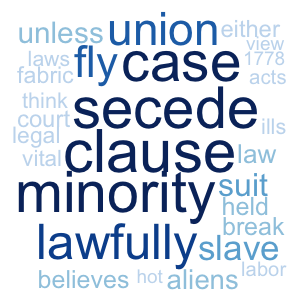 unless union either
view
laws fly case 1778
fabric acts
think secede
court ills
legal clause
vital law
minority suit
held
lawfully slave break
labor
believes hot aliens